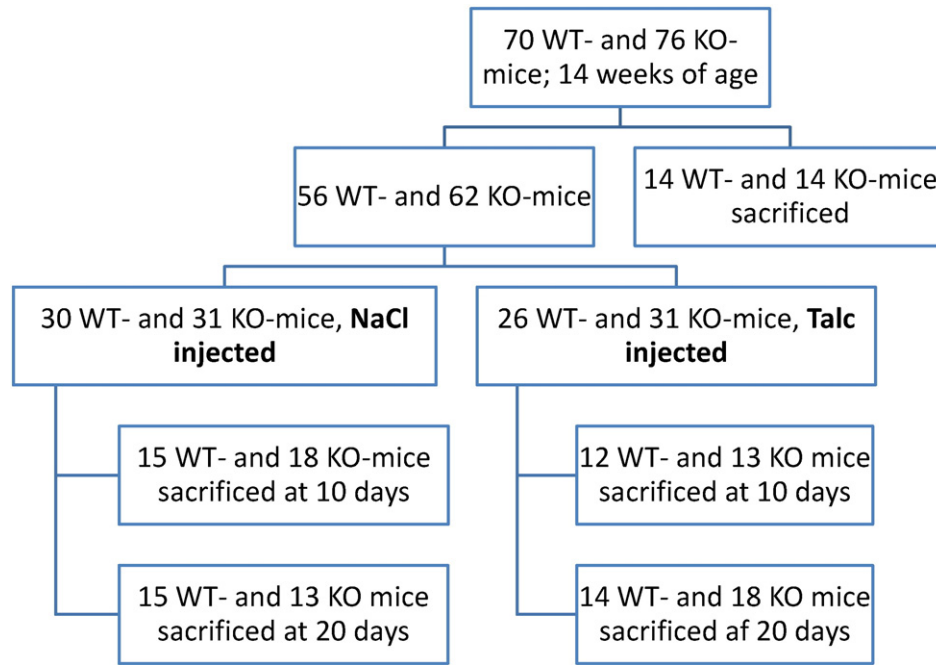 70 WT- and 76 KO-
mice; 14 weeks of age
56 WT- and 62 KO-mice
14 WT- and 14 KO-mice
sacrificed
30 WT- and 31 KO-mice, NaCl
injected
26 WT- and 31 KO-mice, Talc
injected
15 WT- and 18 KO-mice
sacrificed at 10 days
12 WT- and 13 KO mice
sacrificed at 10 days
15 WT- and 13 KO mice
sacrificed at 20 days
14 WT- and 18 KO mice
sacrificed af 20 days